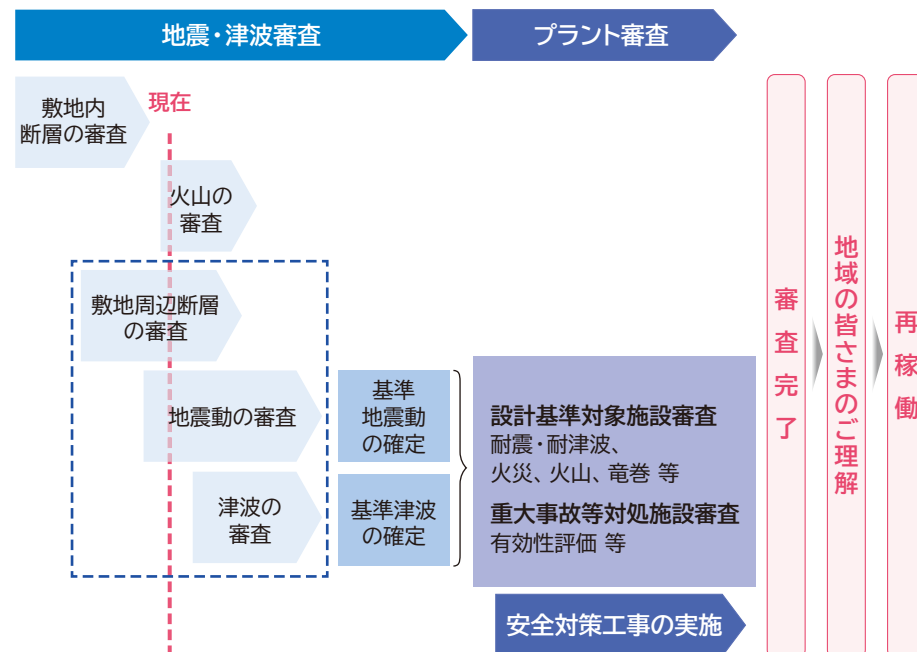 地震・津波審査
プラント審査
敷地内
断層の審査
現在
火山の
審査
敷地周辺断層
の審査
地震動の審査
基準
地震動
の確定
津波の
審査
基準津波
の確定
設計基準対象施設審査
耐震・耐津波、
火災、火山、竜巻 等
重大事故等対処施設審査
有効性評価 等
安全対策工事の実施
審査完了
地域の皆さまのご理解
再稼働